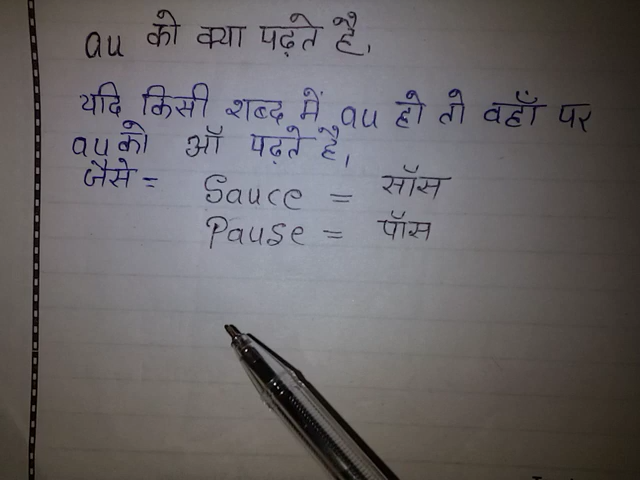 au को क्या पढ़ते है,
यदि किसी शब्द में au हो तो वहाँ पर
au को ऑ पढ़ते है,
जैसे = Sauce = सॉस
Pause = पॉस